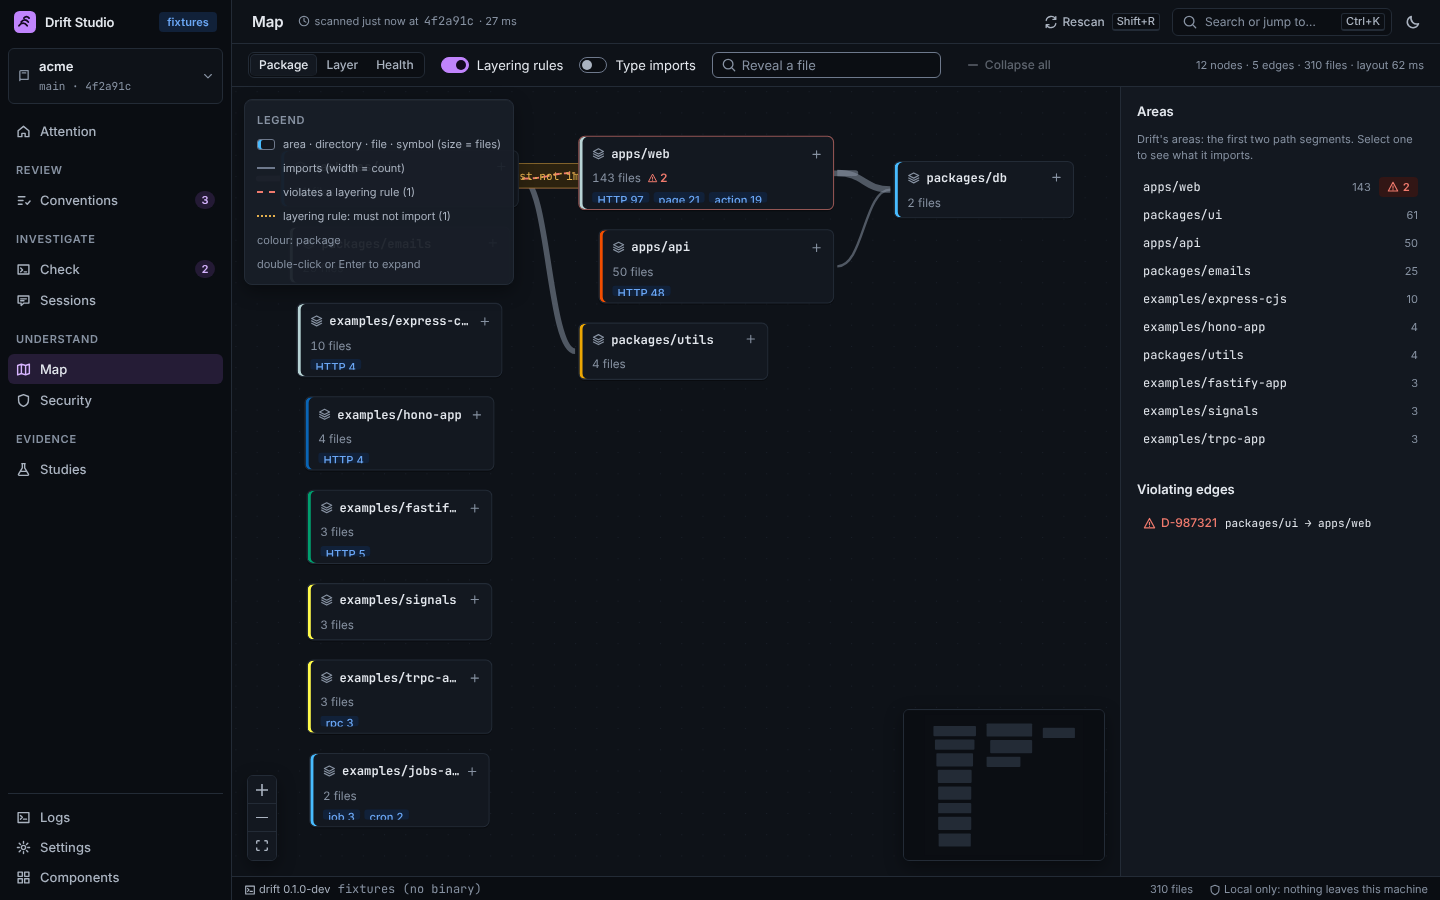 Drift Studio
fixtures
acme
main · 4f2a91c
Attention
REVIEW
Conventions 3
INVESTIGATE
Check 2
Sessions
UNDERSTAND
Map
Security
EVIDENCE
Studies
Logs
Settings
Components
Map
scanned just now at 4f2a91c · 27 ms
Rescan Shift+R
Search or jump to... Ctrl+K
Package Layer Health
Layering rules
Type imports
Reveal a file
Collapse all
12 nodes · 5 edges · 310 files · layout 62 ms
LEGEND
area · directory · file · symbol (size = files)
imports (width = count)
violates a layering rule (1)
layering rule: must not import (1)
colour: package
double-click or Enter to expand
packages/emails
apps/web
143 files 2
HTTP 97 page 21 action 19
packages/db
2 files
apps/api
50 files
HTTP 48
packages/utils
4 files
examples/express-c…
10 files
HTTP 4
examples/hono-app
4 files
HTTP 4
examples/fastif…
3 files
HTTP 5
examples/signals
3 files
examples/trpc-a…
3 files
rpc 3
examples/jobs-a…
2 files
job 3 cron 2
Areas
Drift's areas: the first two path segments. Select one
to see what it imports.
apps/web 143 2
packages/ui 61
apps/api 50
packages/emails 25
examples/express-cjs 10
examples/hono-app 4
packages/utils 4
examples/fastify-app 3
examples/signals 3
examples/trpc-app 3
Violating edges
D-987321 packages/ui → apps/web
drift 0.1.0-dev fixtures (no binary)
310 files
Local only: nothing leaves this machine